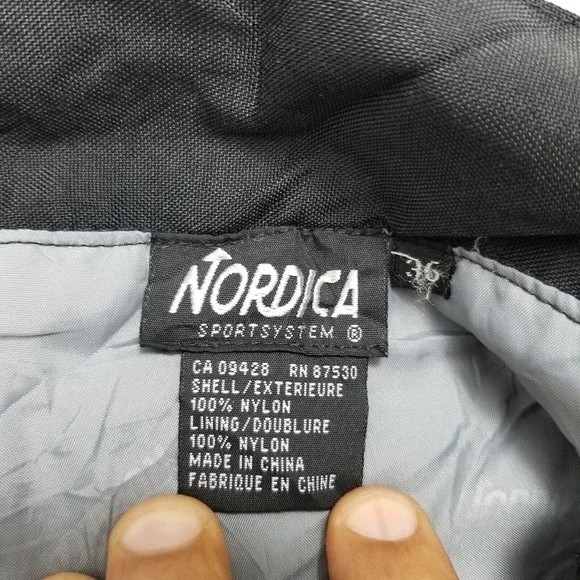 NORDICA
SPORTSYSTEM ®
16
CA 09428 RN 87530
SHELL/EXTERIEURE
100% NYLON
LINING/DOUBLURE
100% NYLON
MADE IN CHINA
FABRIQUE EN CHINE